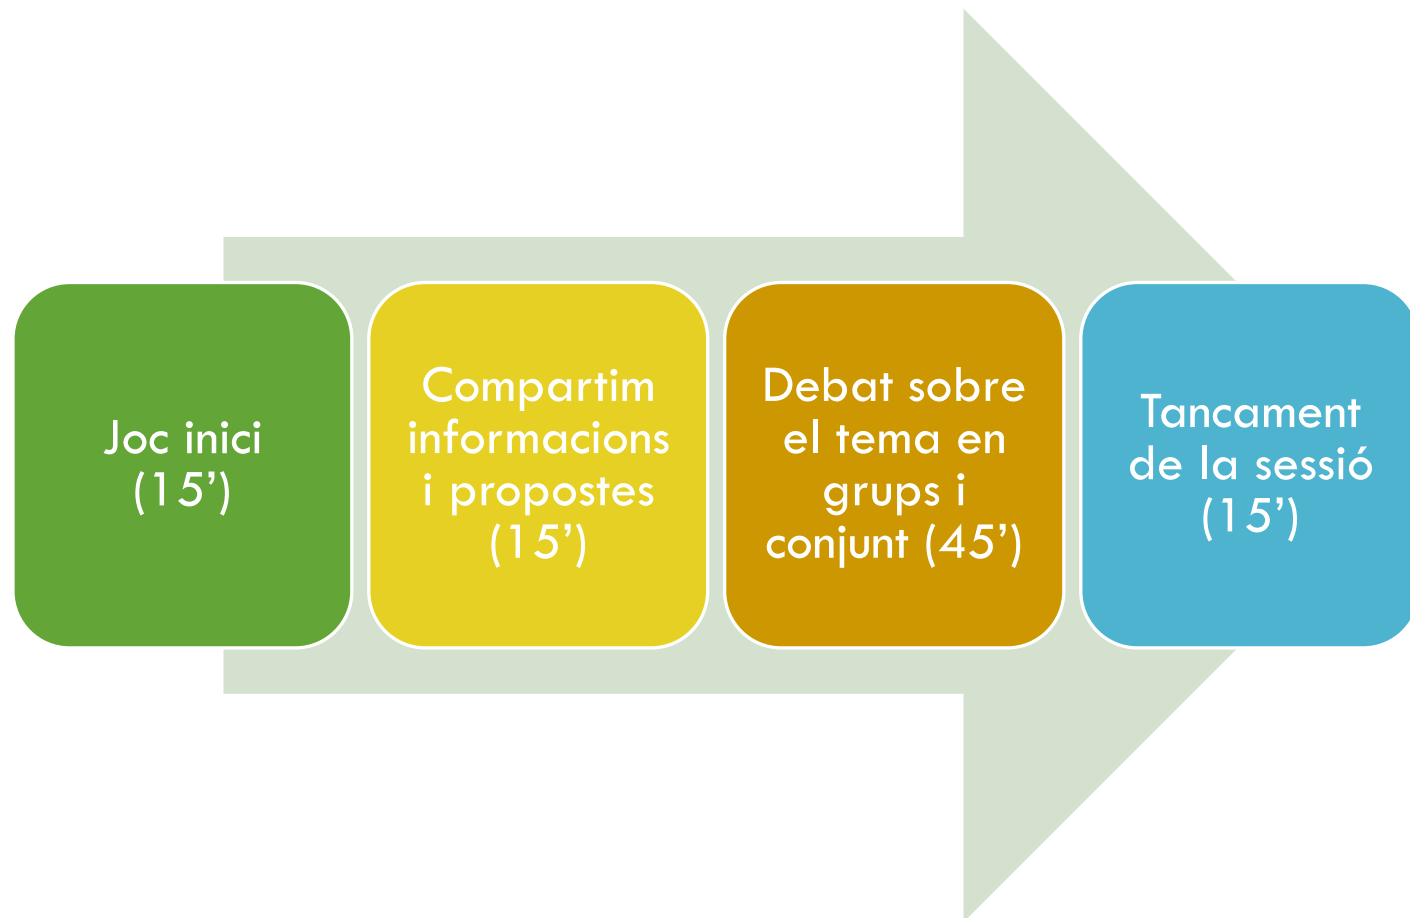 Joc inici
(15’)
Compartim
informacions
i propostes
(15’)
Debat sobre
el tema en
grups i
conjunt (45’)
Tancament
de la sessió
(15’)